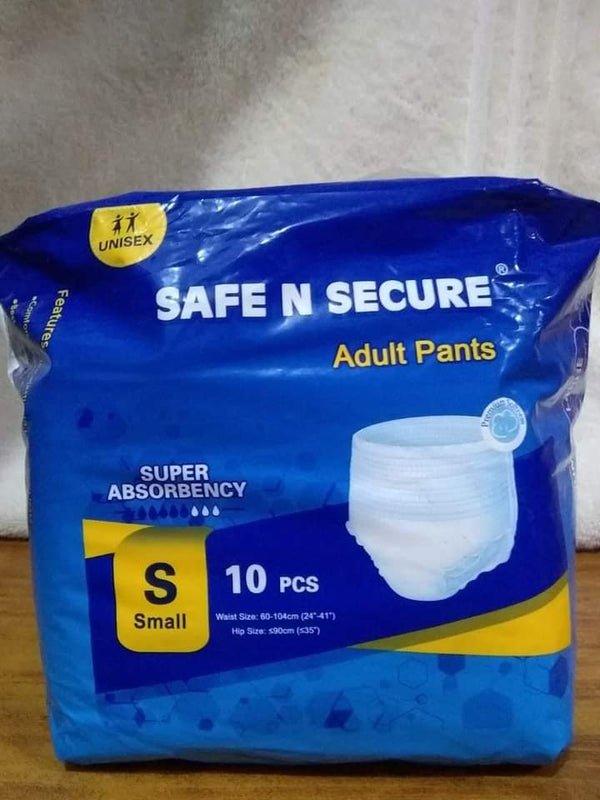 UNISEX
SAFE N SECURE®
Adult Pants
Features
SUPER
ABSORBENCY
S
Small
10 PCS
Waist Size: 60-104cm (24"-41")
Hip Size: ≤90cm (≤35")
Premium